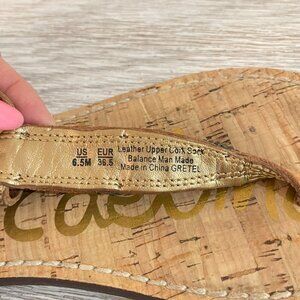 US EUR
6.5M 36.5
Leather Upper Cork Sock
Balance Man Made
Made in China GRETEL